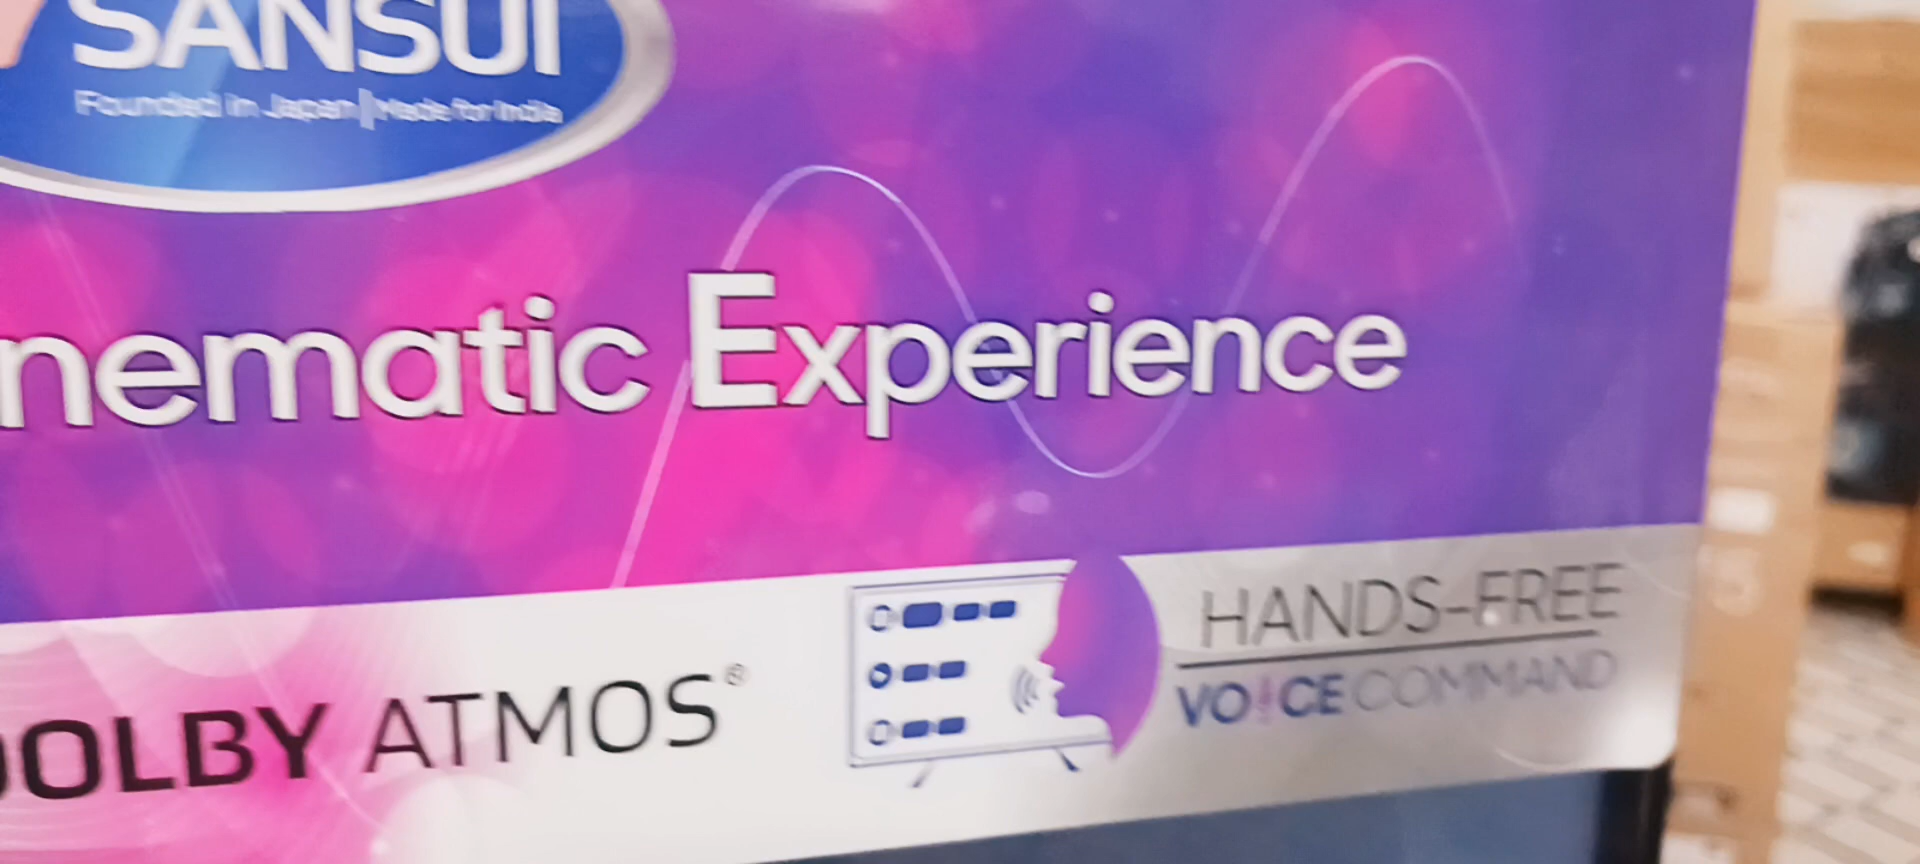 SANSUI
Founded in Japan | Made for India
nematic Experience
DOLBY ATMOS®
HANDS-FREE
VOICE COMMAND